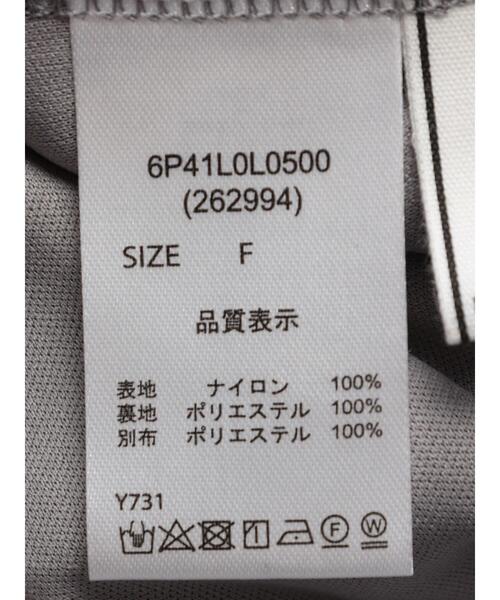 6P41L0L0500
(262994)
SIZE F
品質表示
表地 ナイロン 100%
裏地 ポリエステル 100%
別布 ポリエステル 100%
Y731
F W